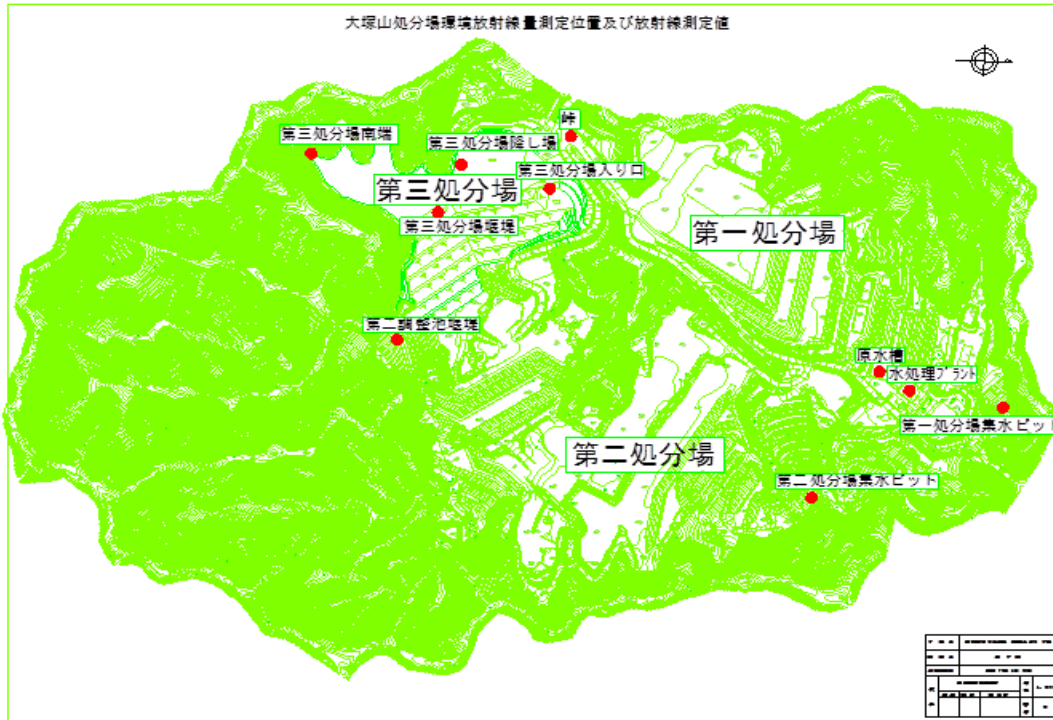 大塚山処分場環境放射線量測定位置及び放射線測定値
峠
第三処分場南端
第三処分場降し場
第三処分場入り口
第三処分場
第三処分場堰堤
第一処分場
第二調整池堰堤
原水槽
水処理プラント
第一処分場集水ピット
第二処分場
第二処分場集水ピット